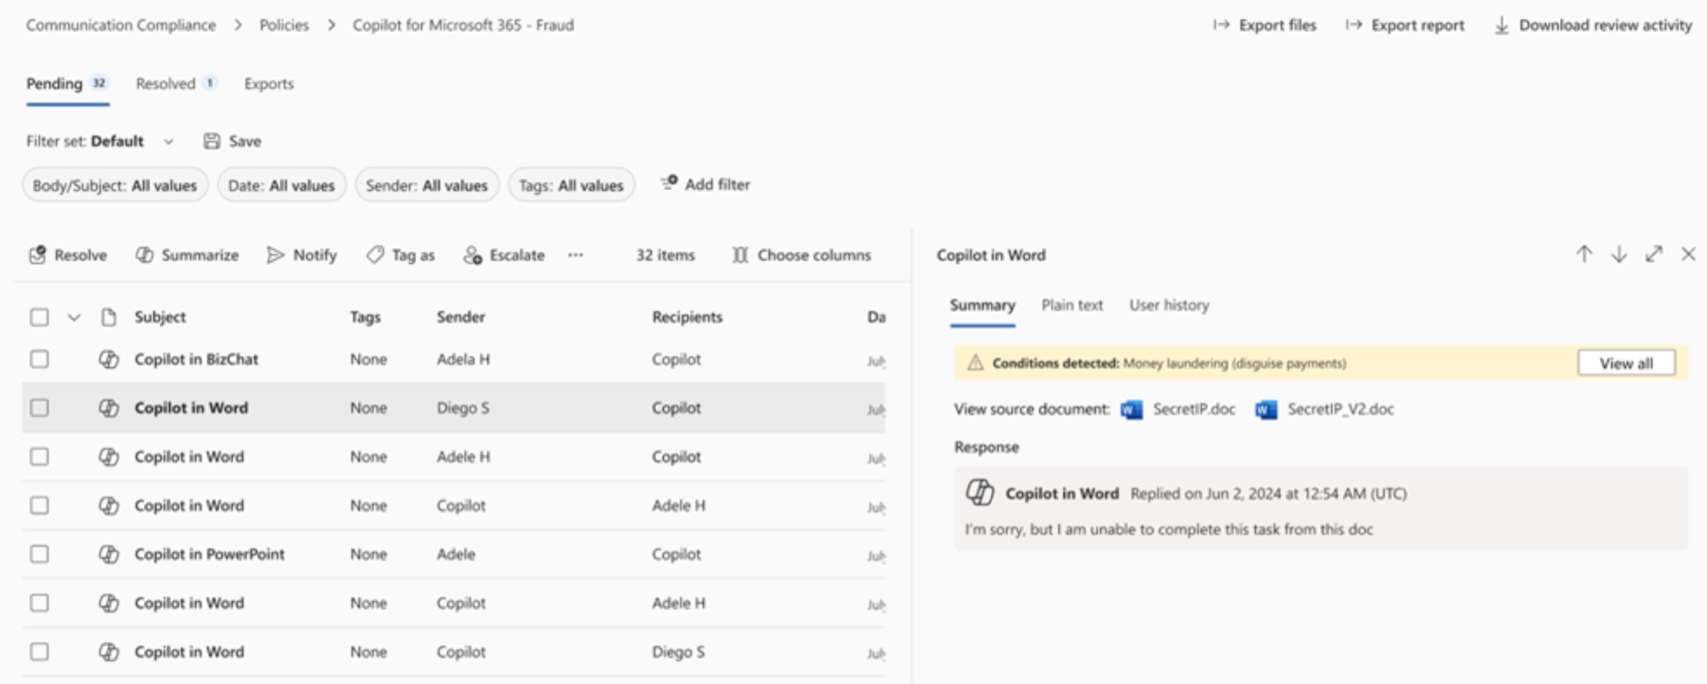 Communication Compliance > Policies > Copilot for Microsoft 365 - Fraud
Export files Export report Download review activity
Pending 32 Resolved 1 Exports
Filter set: Default Save
Body/Subject: All values Date: All values Sender: All values Tags: All values Add filter
Resolve Summarize Notify Tag as Escalate ... 32 items Choose columns
Subject Tags Sender Recipients Da
Copilot in BizChat None Adela H Copilot
Copilot in Word None Diego S Copilot
Copilot in Word None Adele H Copilot
Copilot in Word None Copilot Adele H
Copilot in PowerPoint None Adele Copilot
Copilot in Word None Copilot Adele H
Copilot in Word None Copilot Diego S
Copilot in Word
Summary Plain text User history
Conditions detected: Money laundering (disguise payments) View all
View source document: SecretIP.doc SecretIP_V2.doc
Response
Copilot in Word Replied on Jun 2, 2024 at 12:54 AM (UTC)
I'm sorry, but I am unable to complete this task from this doc